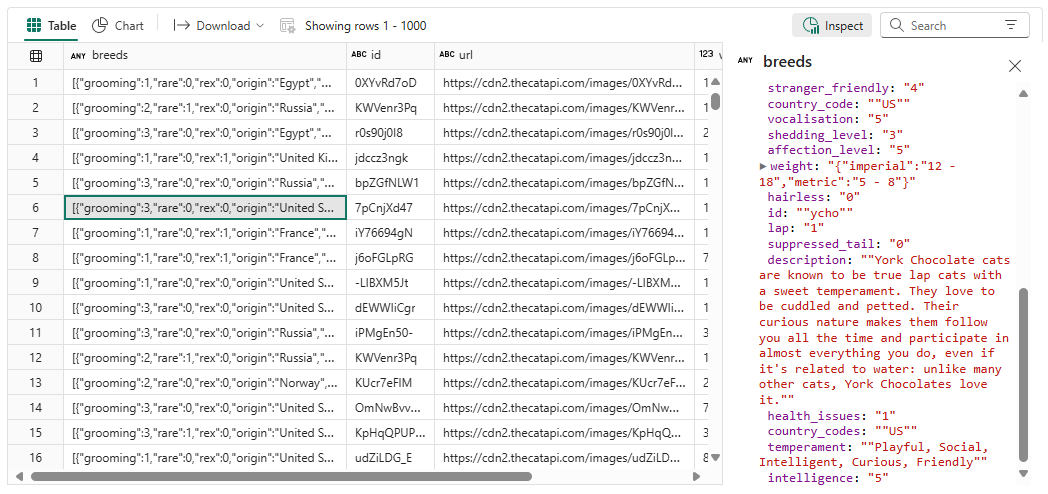 Table Chart Download Showing rows 1 - 1000 Inspect Search
ANY breeds ABC id ABC url 123
1 [{"grooming":1,"rare":0,"rex":0,"origin":"Egypt","... 0XYvRd7oD https://cdn2.thecatapi.com/images/0XYvRd... 1
2 [{"grooming":2,"rare":1,"rex":0,"origin":"Russia","... KWVenr3Pq https://cdn2.thecatapi.com/images/KWVenr... 1
3 [{"grooming":3,"rare":0,"rex":0,"origin":"Egypt","... r0s90j0I8 https://cdn2.thecatapi.com/images/r0s90j0I... 2
4 [{"grooming":1,"rare":0,"rex":1,"origin":"United Ki... jdccz3ngk https://cdn2.thecatapi.com/images/jdccz3n... 1
5 [{"grooming":3,"rare":0,"rex":0,"origin":"Russia","... bpZGfNLW1 https://cdn2.thecatapi.com/images/bpZGfN... 1
6 [{"grooming":3,"rare":0,"rex":0,"origin":"United S... 7pCnjXd47 https://cdn2.thecatapi.com/images/7pCnjX... 1
7 [{"grooming":1,"rare":0,"rex":1,"origin":"France","... iY76694gN https://cdn2.thecatapi.com/images/iY76694... 1
8 [{"grooming":1,"rare":0,"rex":1,"origin":"France","... j6oFGLpRG https://cdn2.thecatapi.com/images/j6oFGLp... 7
9 [{"grooming":1,"rare":0,"rex":0,"origin":"United S... -LIBXM5Jt https://cdn2.thecatapi.com/images/-LIBXM... 1
10 [{"grooming":3,"rare":0,"rex":0,"origin":"United S... dEWWIiCgr https://cdn2.thecatapi.com/images/dEWWIi... 1
11 [{"grooming":3,"rare":0,"rex":0,"origin":"Russia","... iPMgEn50- https://cdn2.thecatapi.com/images/iPMgEn... 3
12 [{"grooming":2,"rare":1,"rex":0,"origin":"Russia","... KWVenr3Pq https://cdn2.thecatapi.com/images/KWVenr... 1
13 [{"grooming":2,"rare":0,"rex":0,"origin":"Norway",... KUcr7eFIM https://cdn2.thecatapi.com/images/KUcr7eF... 2
14 [{"grooming":3,"rare":0,"rex":0,"origin":"United S... OmNwBvv... https://cdn2.thecatapi.com/images/OmNw... 7
15 [{"grooming":3,"rare":1,"rex":0,"origin":"United S... KpHqQPUP... https://cdn2.thecatapi.com/images/KpHqQ... 3
16 [{"grooming":1,"rare":0,"rex":0,"origin":"United S... udZiLDG_E https://cdn2.thecatapi.com/images/udZiLD... 8
ANY breeds
stranger_friendly: "4"
country_code: ""US""
vocalisation: "5"
shedding_level: "3"
affection_level: "5"
weight: "{"imperial":"12 -
18","metric":"5 - 8"}"
hairless: "0"
id: ""ycho""
lap: "1"
suppressed_tail: "0"
description: ""York Chocolate cats
are known to be true lap cats with
a sweet temperament. They love to
be cuddled and petted. Their
curious nature makes them follow
you all the time and participate in
almost everything you do, even if
it's related to water: unlike many
other cats, York Chocolates love
it.""
health_issues: "1"
country_codes: ""US""
temperament: ""Playful, Social,
Intelligent, Curious, Friendly""
intelligence: "5"